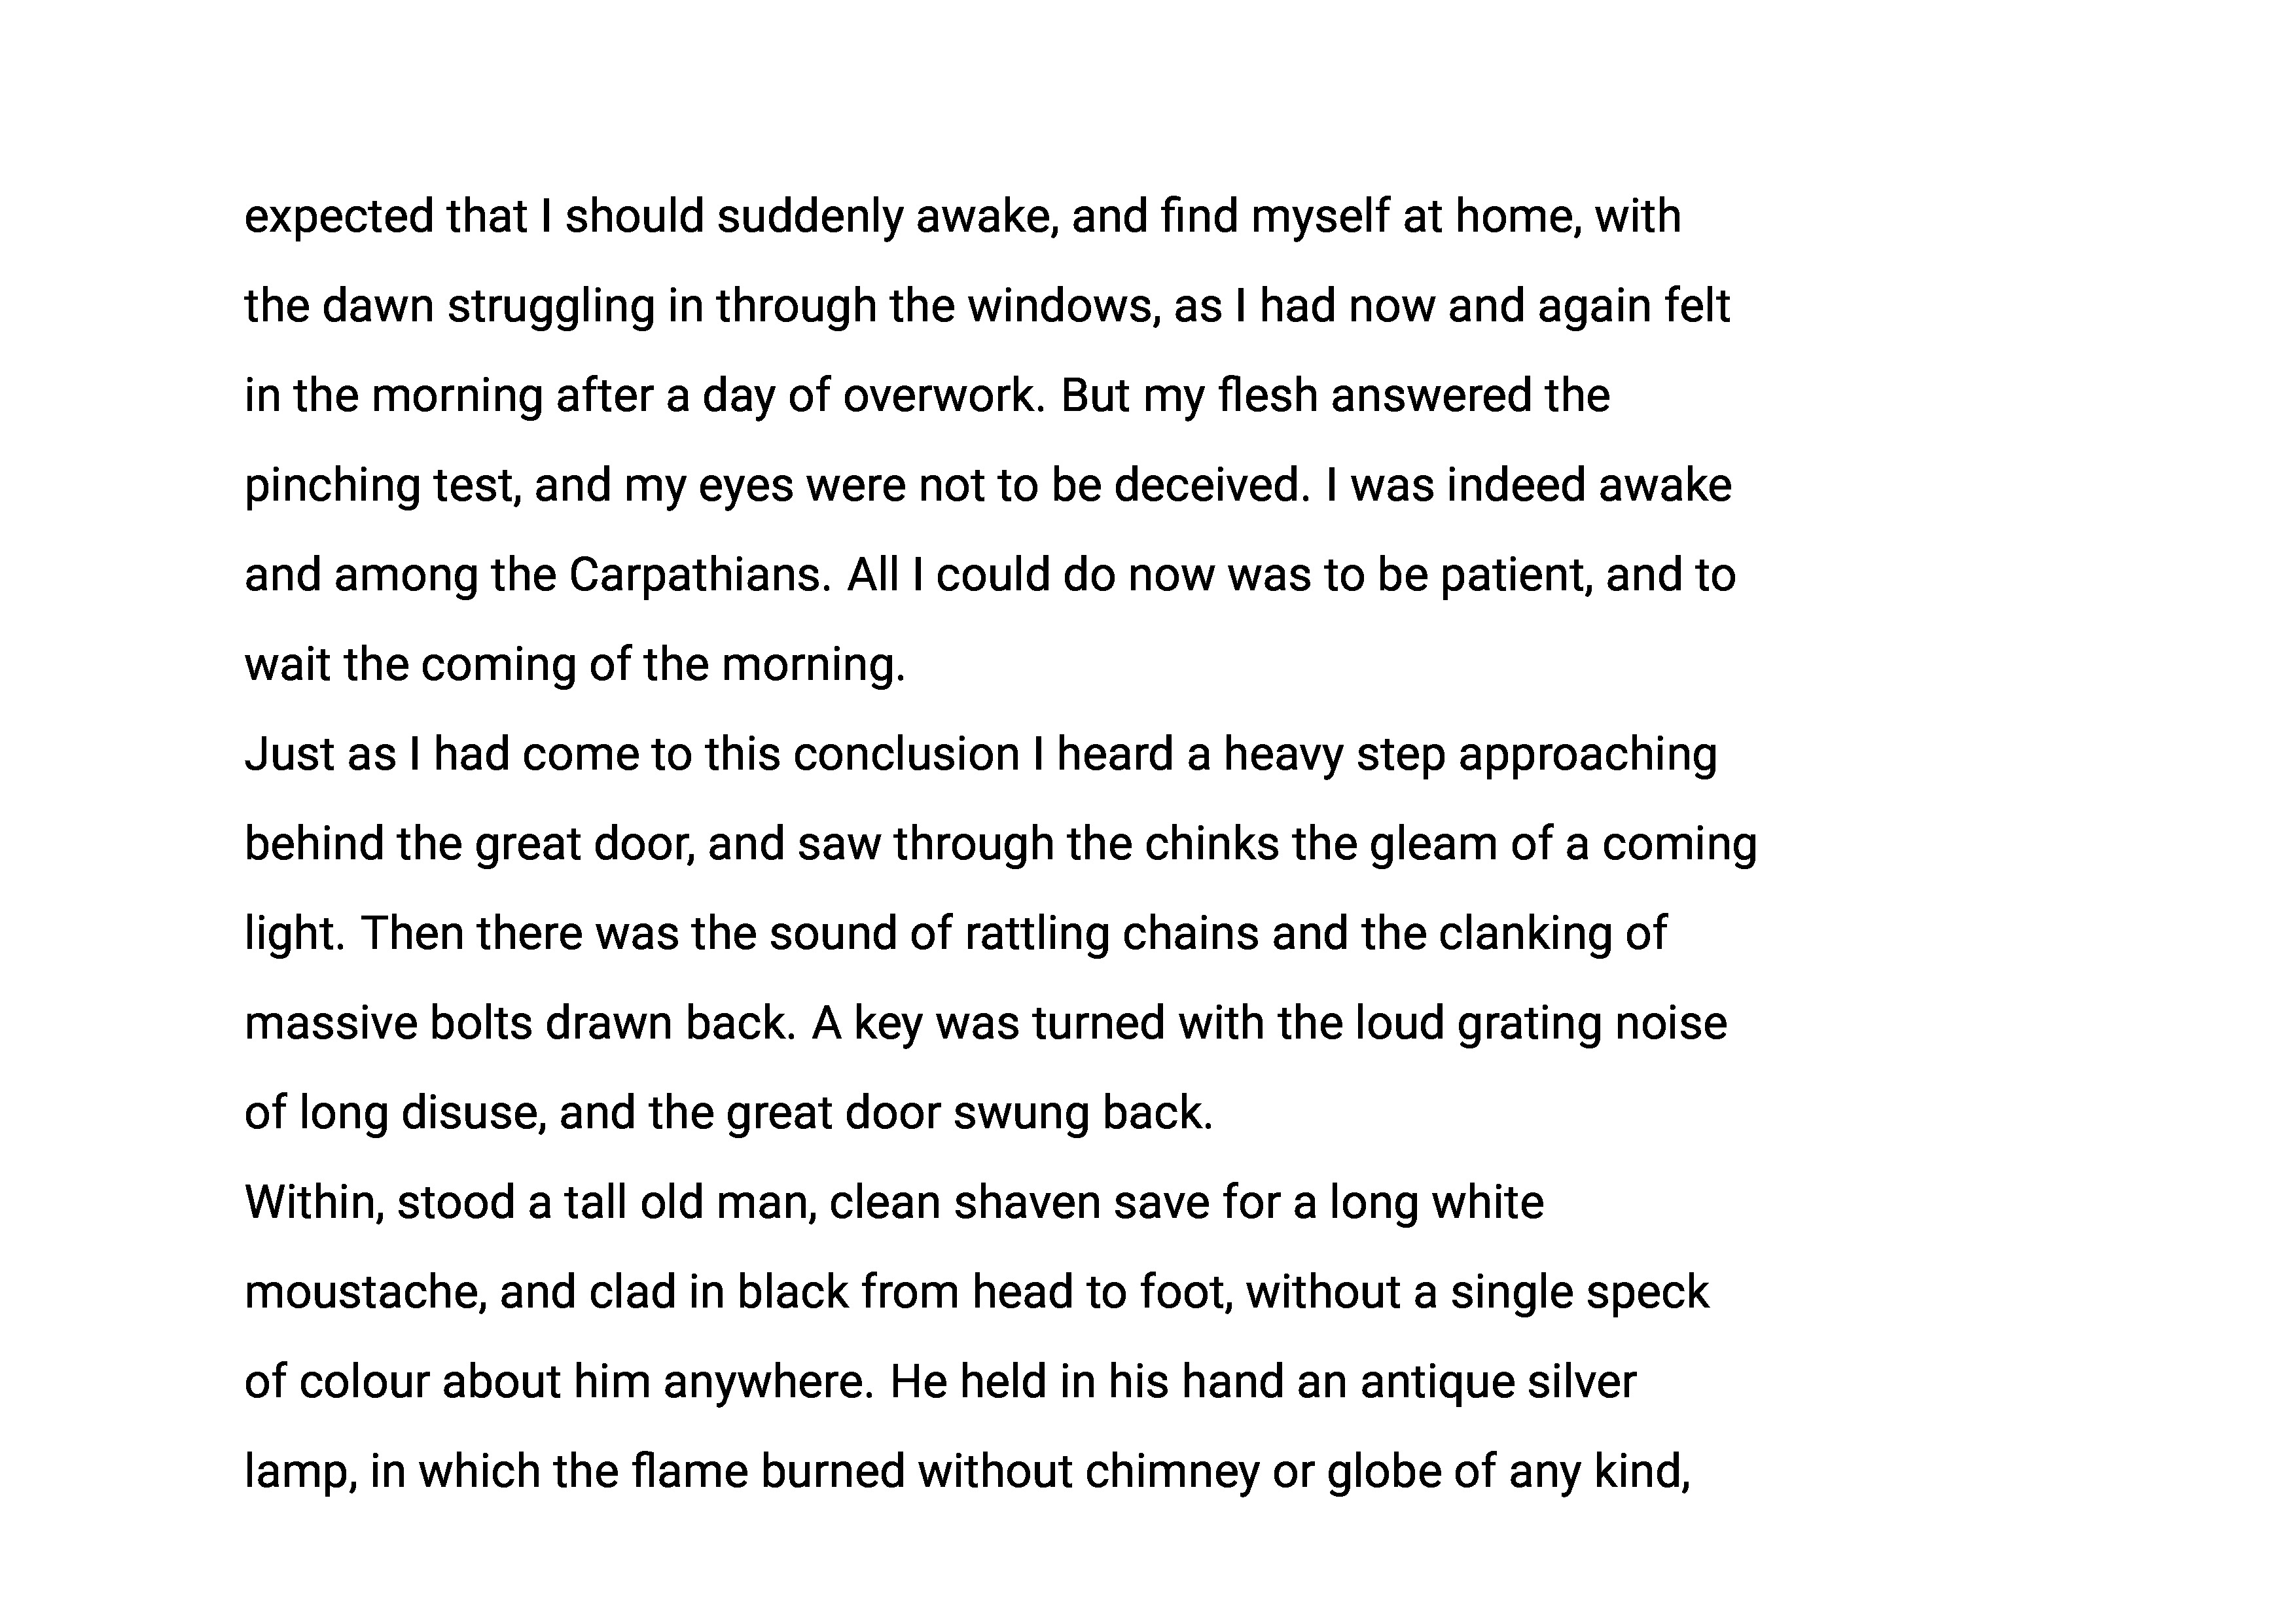 expected that I should suddenly awake, and find myself at home, with
the dawn struggling in through the windows, as I had now and again felt
in the morning after a day of overwork. But my flesh answered the
pinching test, and my eyes were not to be deceived. I was indeed awake
and among the Carpathians. All I could do now was to be patient, and to
wait the coming of the morning.
Just as I had come to this conclusion I heard a heavy step approaching
behind the great door, and saw through the chinks the gleam of a coming
light. Then there was the sound of rattling chains and the clanking of
massive bolts drawn back. A key was turned with the loud grating noise
of long disuse, and the great door swung back.
Within, stood a tall old man, clean shaven save for a long white
moustache, and clad in black from head to foot, without a single speck
of colour about him anywhere. He held in his hand an antique silver
lamp, in which the flame burned without chimney or globe of any kind,